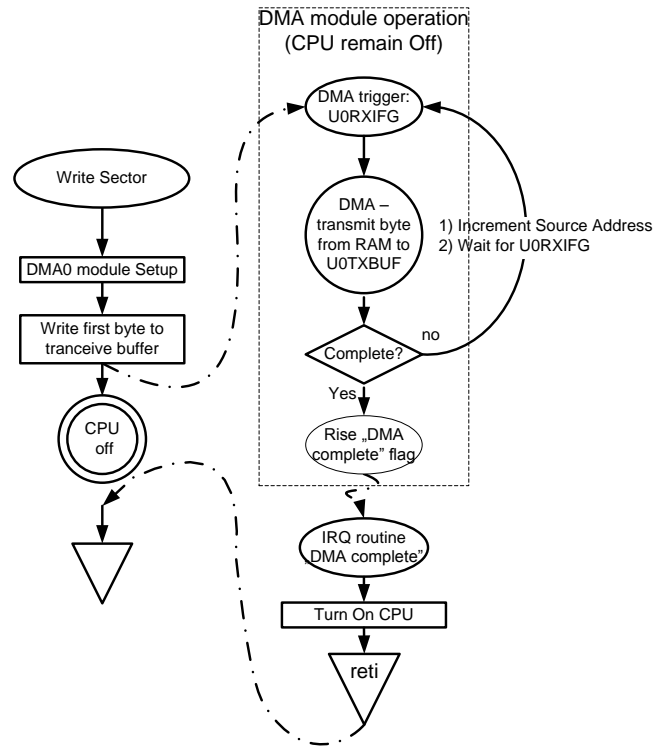 DMA module operation
(CPU remain Off)
DMA trigger:
U0RXIFG
Write Sector
DMA –
transmit byte
from RAM to
U0TXBUF
1) Increment Source Address
2) Wait for U0RXIFG
DMA0 module Setup
Write first byte to
tranceive buffer
Complete?
no
Yes
CPU
off
Rise „DMA
complete” flag
IRQ routine
„DMA complete”
Turn On CPU
reti